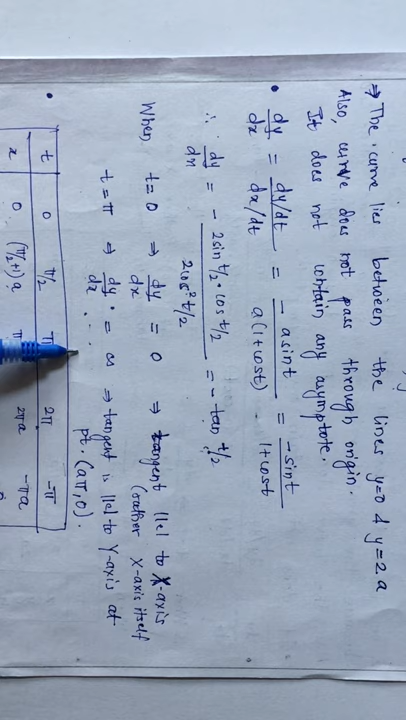 ⇒ The curve lies between the lines y=0 & y=2a
Also, curve does not pass through origin.
It does not contain any asymptote.
• dy/dx = (dy/dt)/(dx/dt) = - a sint / a(1+cost) = -sint / 1+cost
∴ dy/dx = - 2sin t/2 · cos t/2 / 2cos² t/2 = - tan t/2
When t=0 ⇒ dy/dx = 0 ⇒ tangent llel to X-axis
(rather X-axis itself
t=π ⇒ dy/dx = ∞ ⇒ tangent is llel to Y-axis at
pt. (aπ,0).
t 0 π/2 π 2π -π
x 0 (π/2+1)a 2πa -πa